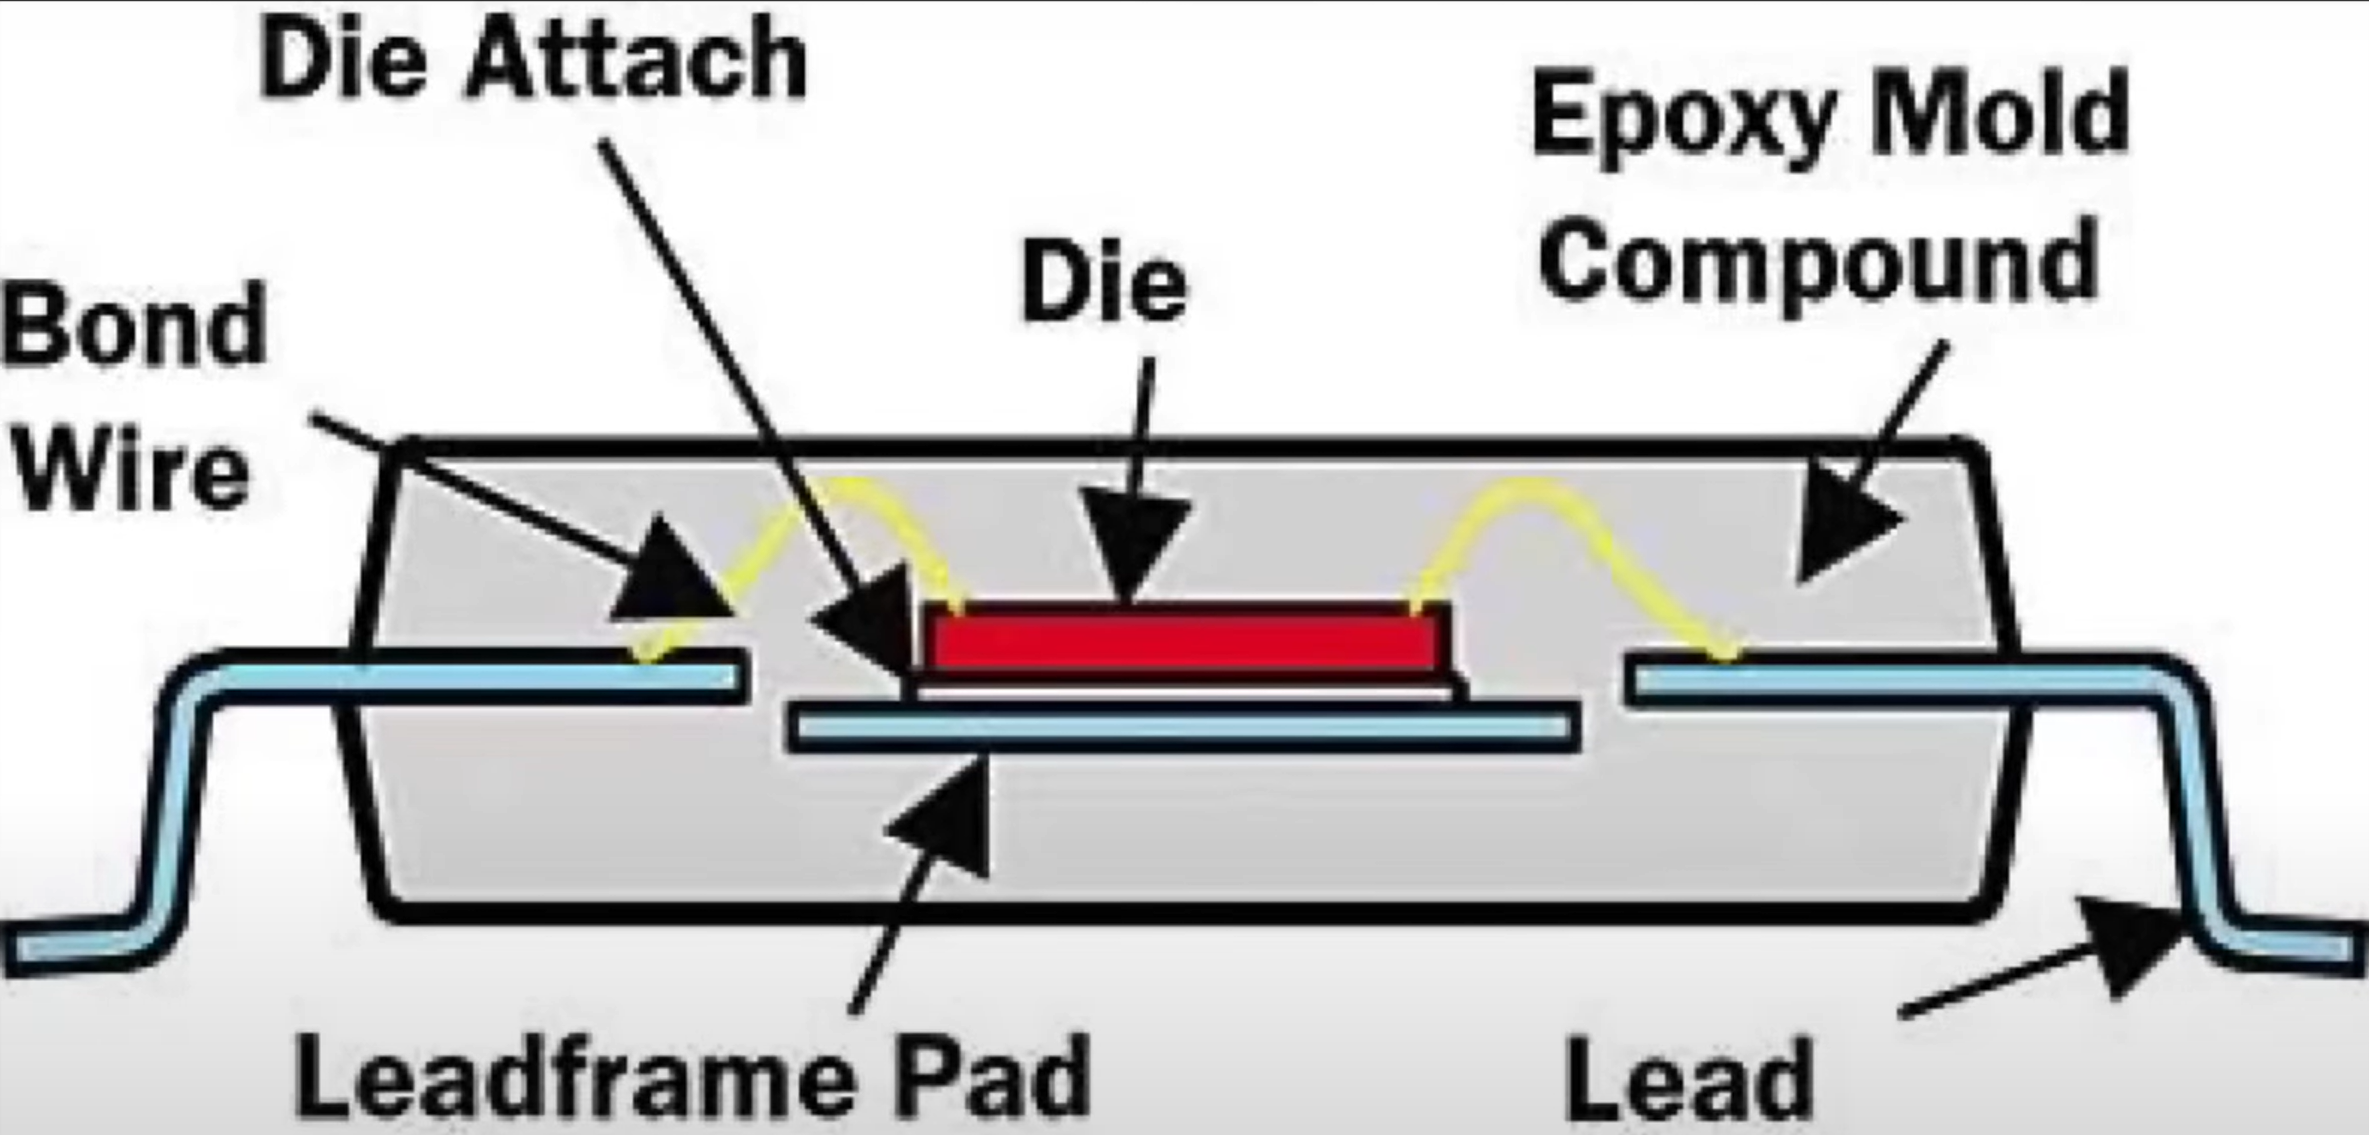 Die Attach
Epoxy Mold
Compound
Die
Bond
Wire
Leadframe Pad
Lead